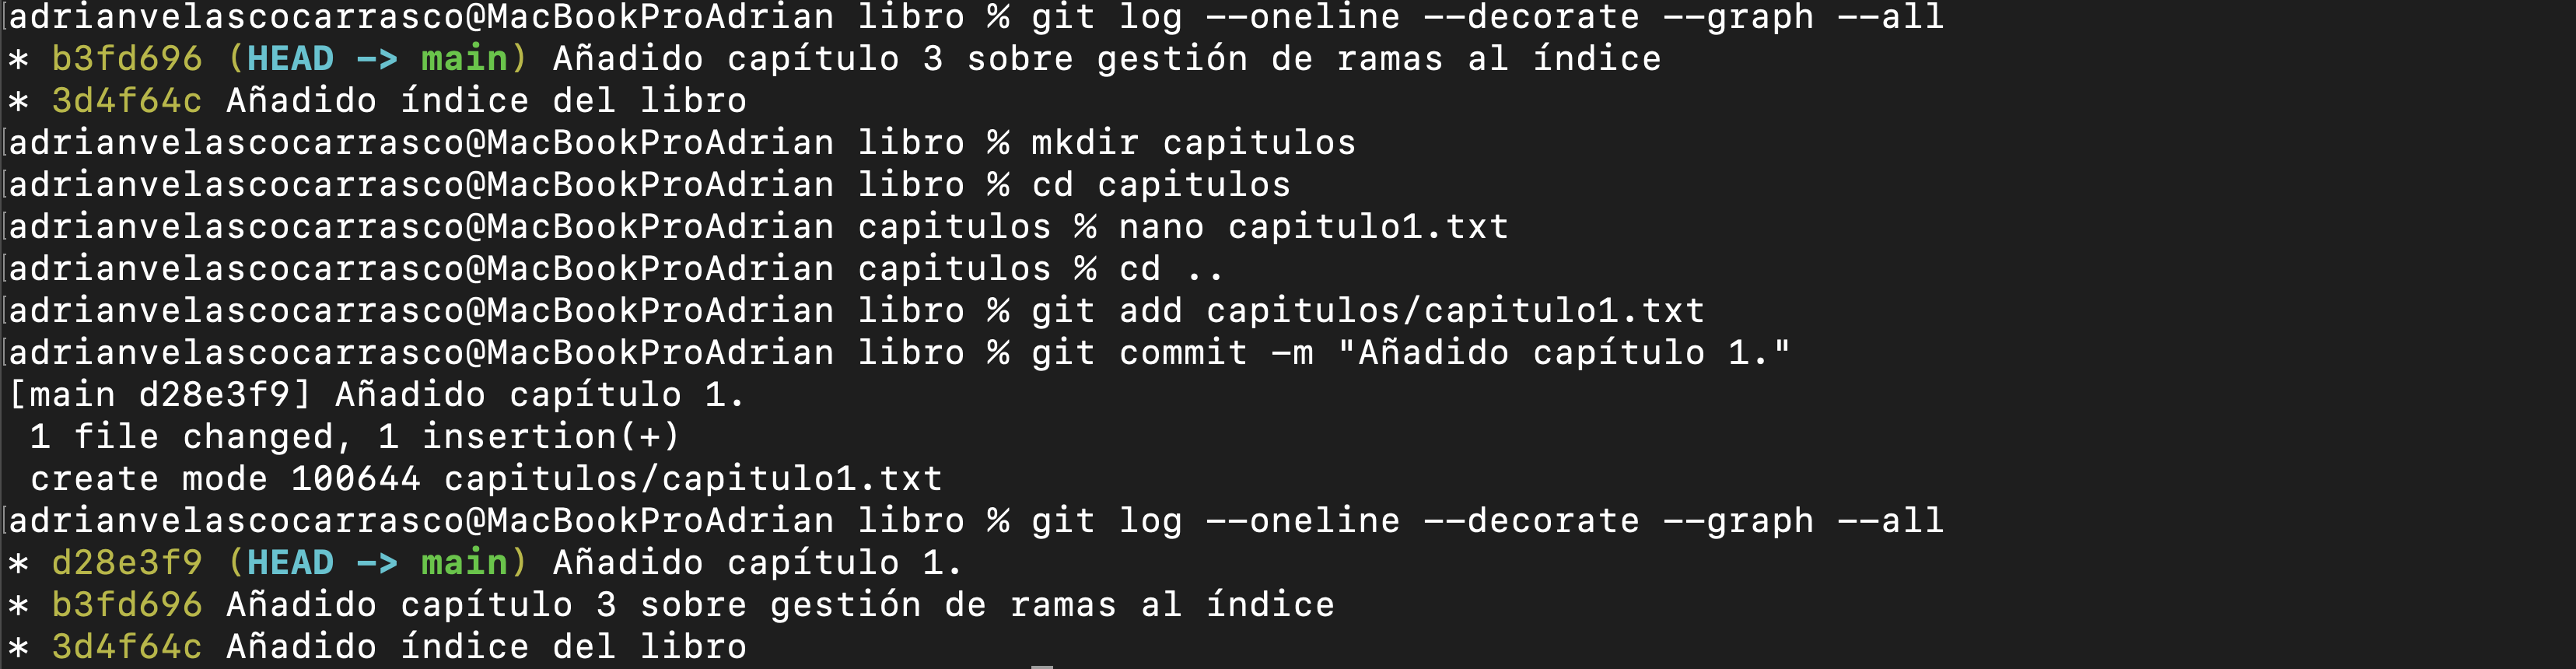 adrianvelascocarrasco@MacBookProAdrian libro % git log --oneline --decorate --graph --all
* b3fd696 (HEAD -> main) Añadido capítulo 3 sobre gestión de ramas al índice
* 3d4f64c Añadido índice del libro
adrianvelascocarrasco@MacBookProAdrian libro % mkdir capitulos
adrianvelascocarrasco@MacBookProAdrian libro % cd capitulos
adrianvelascocarrasco@MacBookProAdrian capitulos % nano capitulo1.txt
adrianvelascocarrasco@MacBookProAdrian capitulos % cd ..
adrianvelascocarrasco@MacBookProAdrian libro % git add capitulos/capitulo1.txt
adrianvelascocarrasco@MacBookProAdrian libro % git commit -m "Añadido capítulo 1."
[main d28e3f9] Añadido capítulo 1.
 1 file changed, 1 insertion(+)
 create mode 100644 capitulos/capitulo1.txt
adrianvelascocarrasco@MacBookProAdrian libro % git log --oneline --decorate --graph --all
* d28e3f9 (HEAD -> main) Añadido capítulo 1.
* b3fd696 Añadido capítulo 3 sobre gestión de ramas al índice
* 3d4f64c Añadido índice del libro